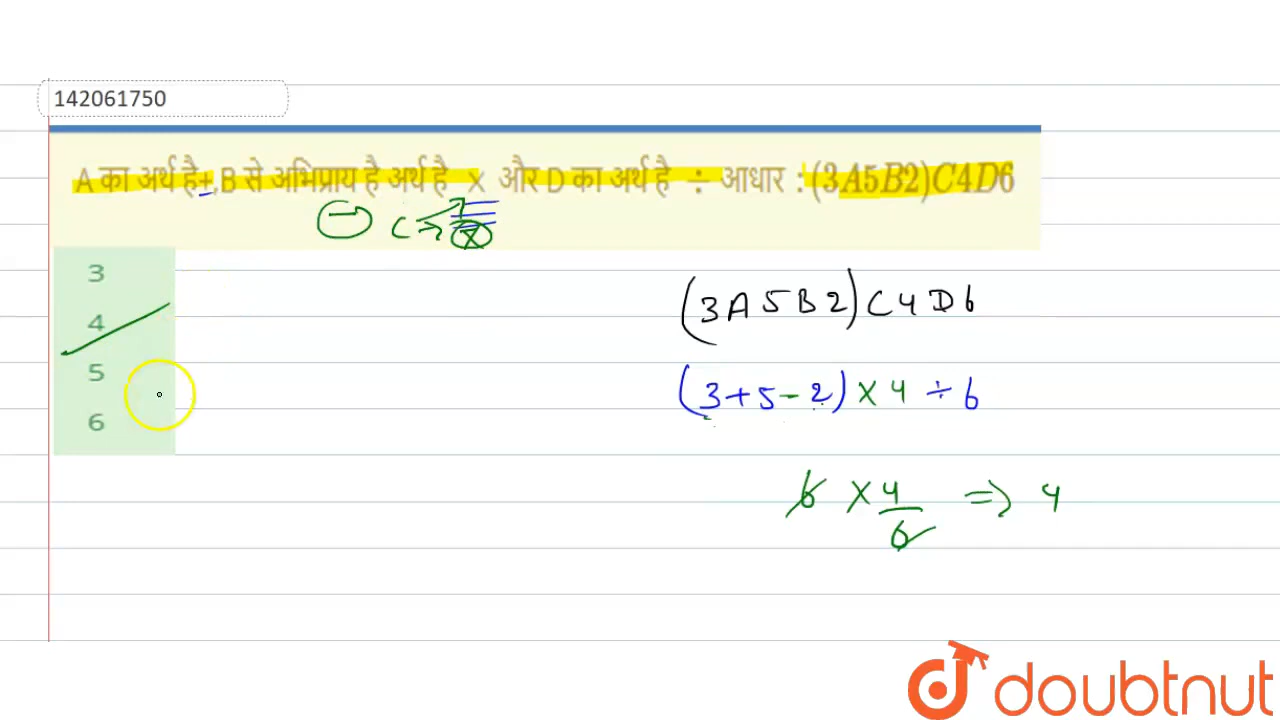 142061750
A का अर्थ है+,B से अभिप्राय है अर्थ है × और D का अर्थ है ÷ आधार : (3A5B2)C4D6
− C → ×
3
4
5
6
(3A5B2)C4D6
(3+5-2)×4÷6
6 × 4/6 ⇒ 4
doubtnut